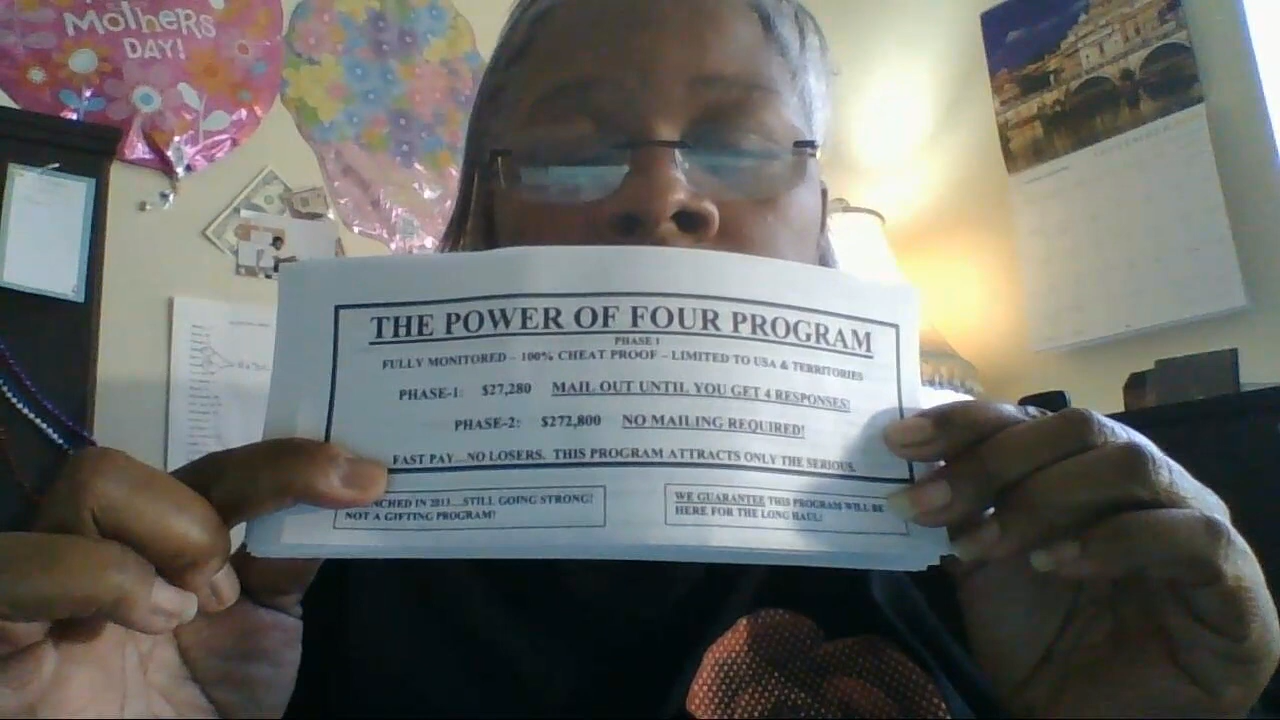 MOTHERS
DAY!
THE POWER OF FOUR PROGRAM
PHASE 1
FULLY MONITORED – 100% CHEAT PROOF – LIMITED TO USA & TERRITORIES
PHASE-1: $27,280 MAIL OUT UNTIL YOU GET 4 RESPONSES!
PHASE-2: $272,800 NO MAILING REQUIRED!
FAST PAY...NO LOSERS. THIS PROGRAM ATTRACTS ONLY THE SERIOUS.
IN 2013....STILL GOING STRONG!
NOT A GIFTING PROGRAM!
WE GUARANTEE THIS PROGRAM WILL BE
HERE FOR THE LONG HAUL!